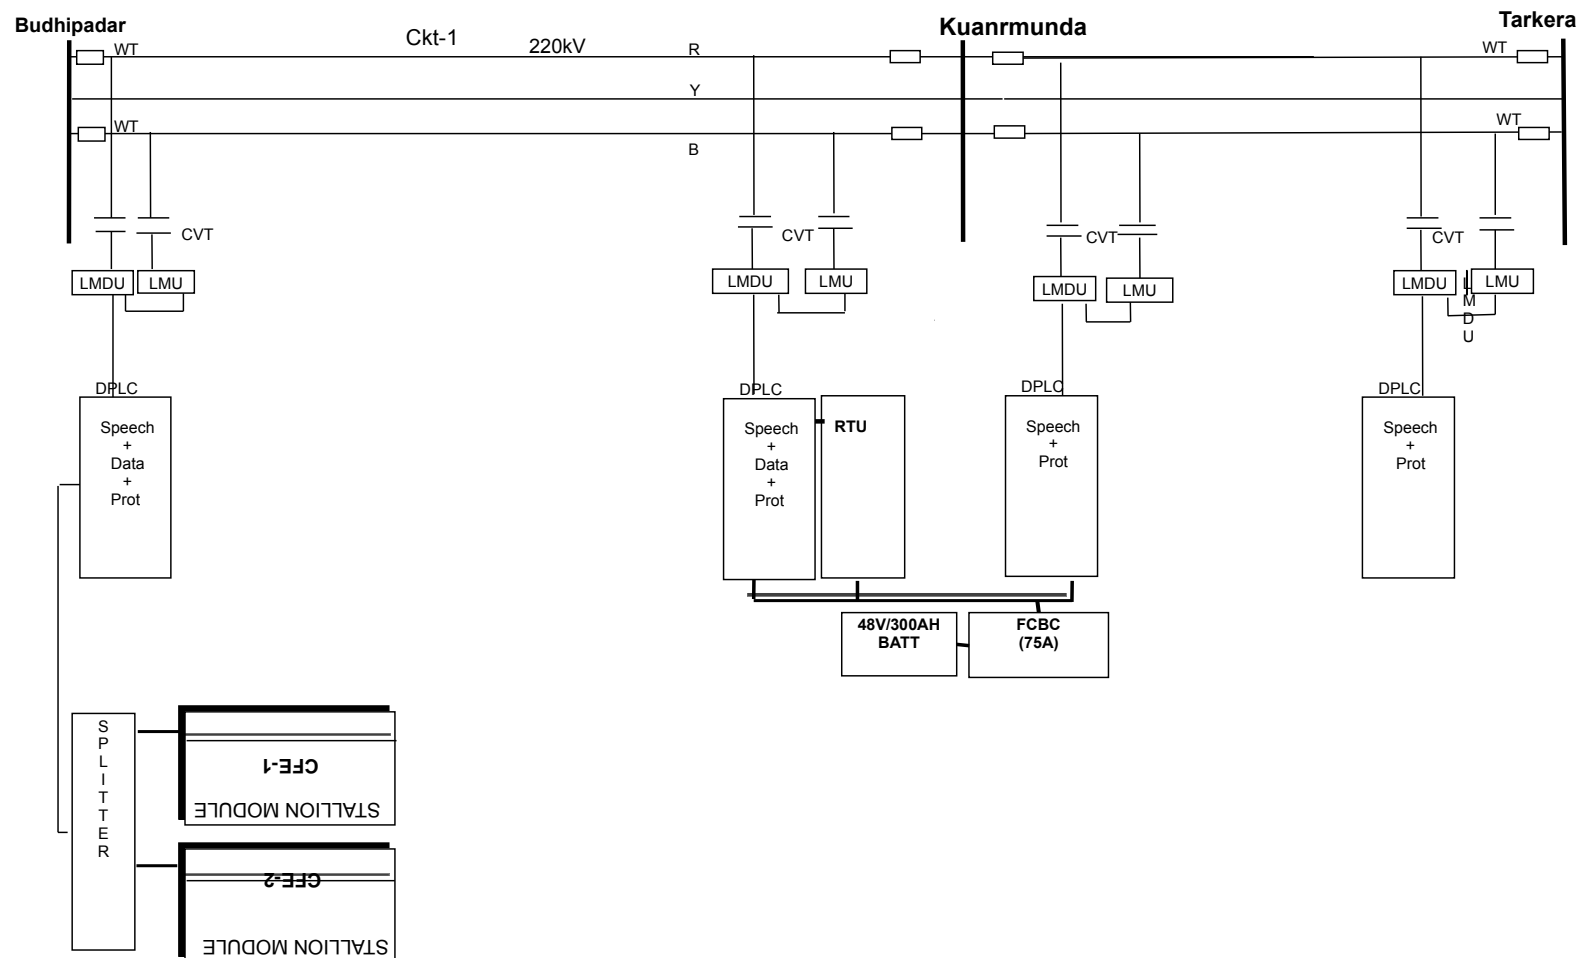 Budhipadar
Kuanrmunda
Tarkera
Ckt-1
220kV
WT
R
WT
Y
WT
B
WT
CVT
CVT
CVT
CVT
LMDU
LMU
LMDU
LMU
LMDU
LMU
LMDU
LMU
L
M
D
U
DPLC
DPLC
DPLC
DPLC
Speech
+
Data
+
Prot
Speech
+
Data
+
Prot
RTU
Speech
+
Prot
Speech
+
Prot
48V/300AH
BATT
FCBC
(75A)
S
P
L
I
T
T
E
R
CFE-1
STALLION MODULE
CFE-2
STALLION MODULE